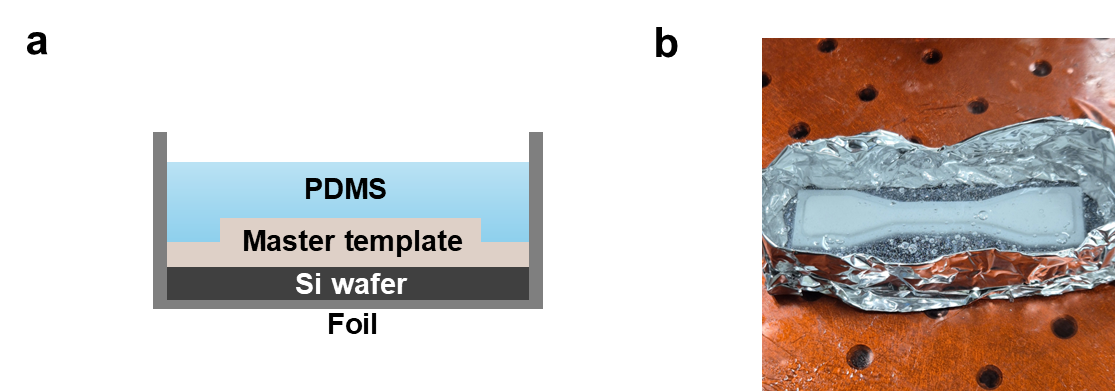 a
b
PDMS
Master template
Si wafer
Foil